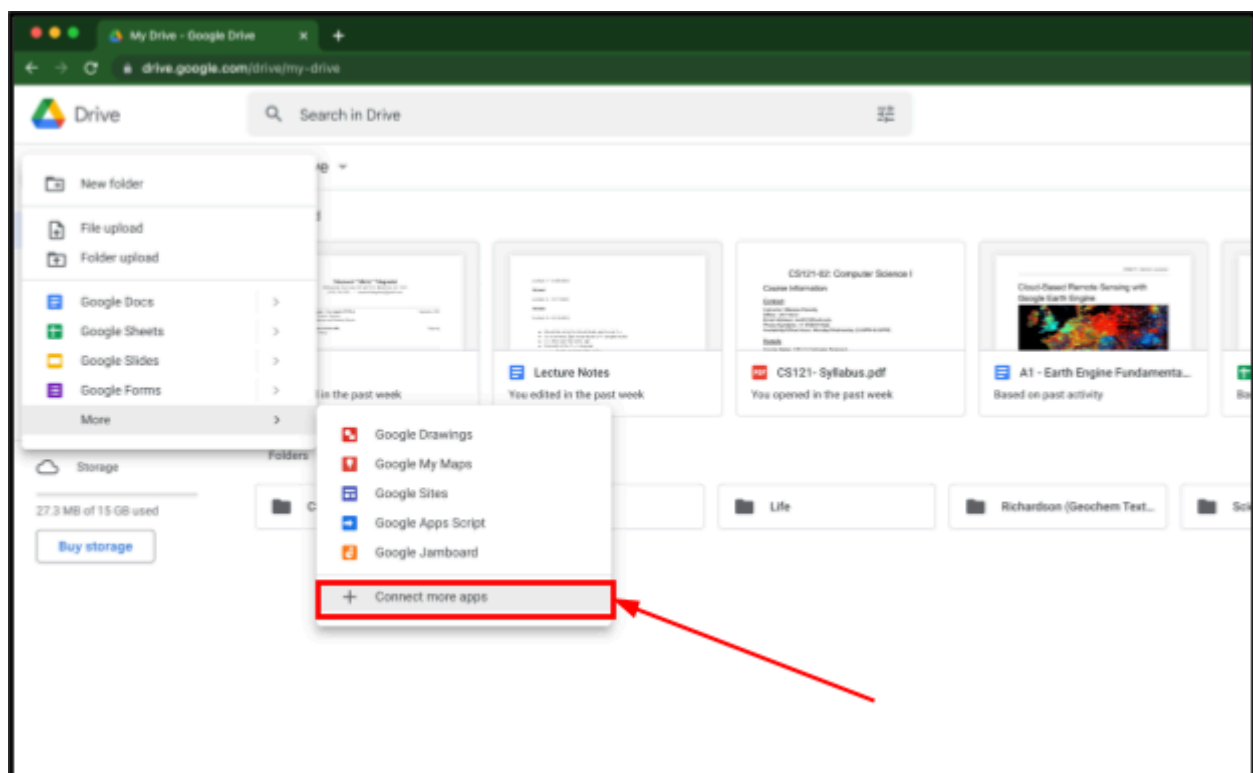 My Drive - Google Drive
drive.google.com/drive/my-drive
Drive
Search in Drive
New folder
File upload
Folder upload
Google Docs
Google Sheets
Google Slides
Google Forms
More
Storage
27.3 MB of 15 GB used
Buy storage
in the past week
Lecture Notes
You edited in the past week
CS121-02: Computer Science I
Course Information
CS121- Syllabus.pdf
You opened in the past week
Cloud-Based Remote Sensing with
Google Earth Engine
A1 - Earth Engine Fundamenta...
Based on past activity
Folders
Life
Richardson (Geochem Text...
Google Drawings
Google My Maps
Google Sites
Google Apps Script
Google Jamboard
Connect more apps